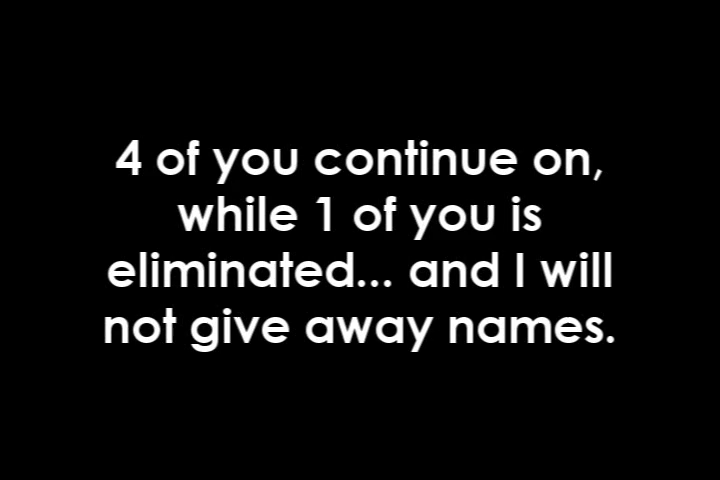 4 of you continue on,
while 1 of you is
eliminated... and I will
not give away names.